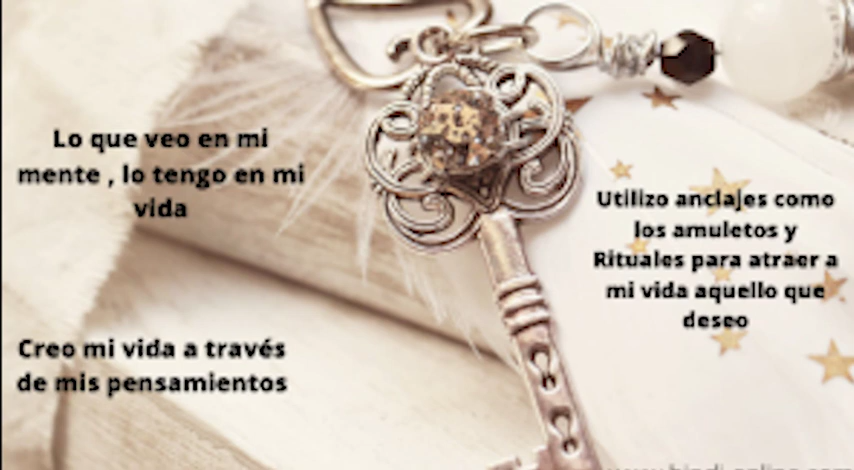 Lo que veo en mi
mente , lo tengo en mi
vida
Utilizo anclajes como
los amuletos y
Rituales para atraer a
mi vida aquello que
deseo
Creo mi vida a través
de mis pensamientos